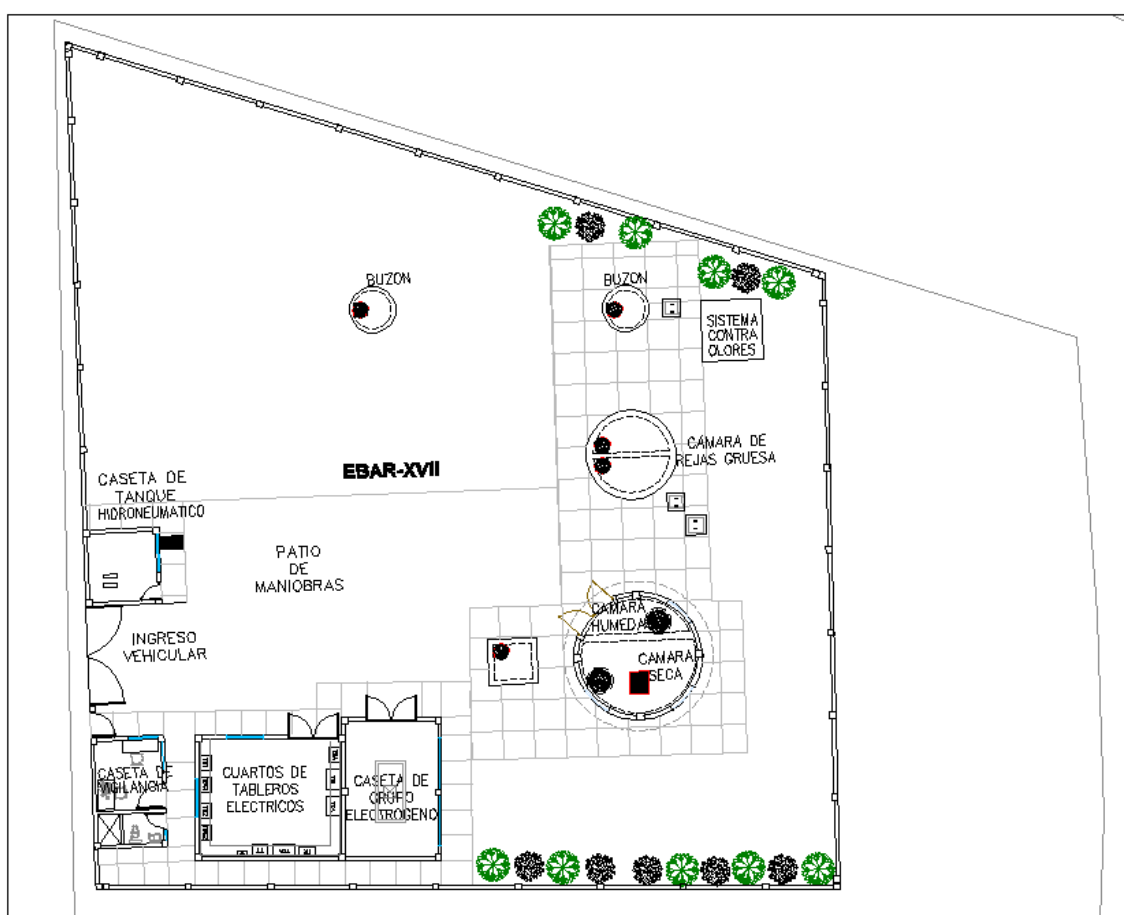 BUZON
BUZON
SISTEMA
CONTRA
OLORES
CAMARA DE
REJAS GRUESA
EBAR-XVII
CASETA DE
TANQUE
HIDRONEUMATICO
PATIO
DE
MANIOBRAS
INGRESO
VEHICULAR
CAMARA
HUMEDA
CAMARA
SECA
CASETA DE
VIGILANCIA
CUARTOS DE
TABLEROS
ELECTRICOS
CASETA DE
GRUPO
ELECTROGENO